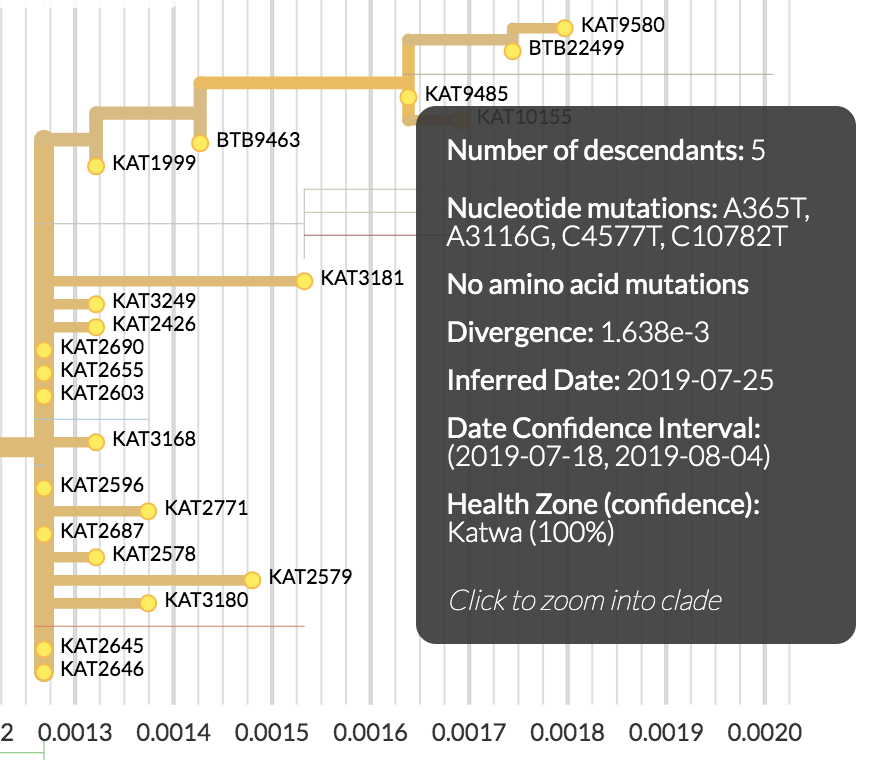 KAT9580
BTB22499
KAT9485
KAT10155
BTB9463
KAT1999
KAT3181
KAT3249
KAT2426
KAT2690
KAT2655
KAT2603
KAT3168
KAT2596
KAT2771
KAT2687
KAT2578
KAT2579
KAT3180
KAT2645
KAT2646
Number of descendants: 5
Nucleotide mutations: A365T,
A3116G, C4577T, C10782T
No amino acid mutations
Divergence: 1.638e-3
Inferred Date: 2019-07-25
Date Confidence Interval:
(2019-07-18, 2019-08-04)
Health Zone (confidence):
Katwa (100%)
Click to zoom into clade
2 0.0013 0.0014 0.0015 0.0016 0.0017 0.0018 0.0019 0.0020